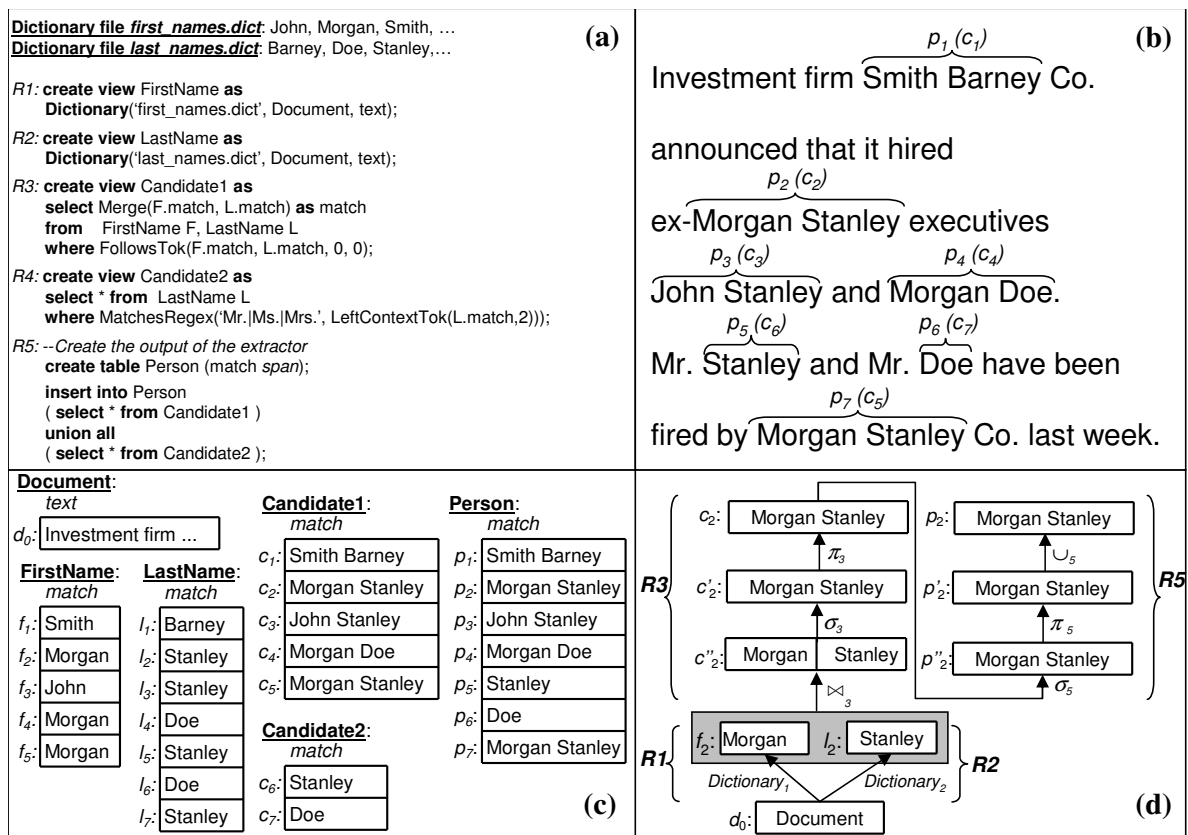 Dictionary file first_names.dict: John, Morgan, Smith, …
Dictionary file last_names.dict: Barney, Doe, Stanley,…
(a)
R1: create view FirstName as
Dictionary(‘first_names.dict’, Document, text);
R2: create view LastName as
Dictionary(‘last_names.dict’, Document, text);
R3: create view Candidate1 as
select Merge(F.match, L.match) as match
from FirstName F, LastName L
where FollowsTok(F.match, L.match, 0, 0);
R4: create view Candidate2 as
select * from LastName L
where MatchesRegex(‘Mr.|Ms.|Mrs.’, LeftContextTok(L.match,2)));
R5: --Create the output of the extractor
create table Person (match span);
insert into Person
( select * from Candidate1 )
union all
( select * from Candidate2 );
(b)
p1 (c1)
Investment firm Smith Barney Co.
announced that it hired
p2 (c2)
ex-Morgan Stanley executives
p3 (c3) p4 (c4)
John Stanley and Morgan Doe.
p5 (c6) p6 (c7)
Mr. Stanley and Mr. Doe have been
p7 (c5)
fired by Morgan Stanley Co. last week.
Document:
text
d0: Investment firm ...
FirstName:
match
f1: Smith
f2: Morgan
f3: John
f4: Morgan
f5: Morgan
LastName:
match
l1: Barney
l2: Stanley
l3: Stanley
l4: Doe
l5: Stanley
l6: Doe
l7: Stanley
Candidate1:
match
c1: Smith Barney
c2: Morgan Stanley
c3: John Stanley
c4: Morgan Doe
c5: Morgan Stanley
Candidate2:
match
c6: Stanley
c7: Doe
Person:
match
p1: Smith Barney
p2: Morgan Stanley
p3: John Stanley
p4: Morgan Doe
p5: Stanley
p6: Doe
p7: Morgan Stanley
(c)
c2: Morgan Stanley
π3
R3
c'2: Morgan Stanley
σ3
c''2: Morgan Stanley
⋈3
p2: Morgan Stanley
∪5
p'2: Morgan Stanley
R5
π5
p''2: Morgan Stanley
σ5
R1
f2: Morgan l2: Stanley
R2
Dictionary1 Dictionary2
d0: Document
(d)